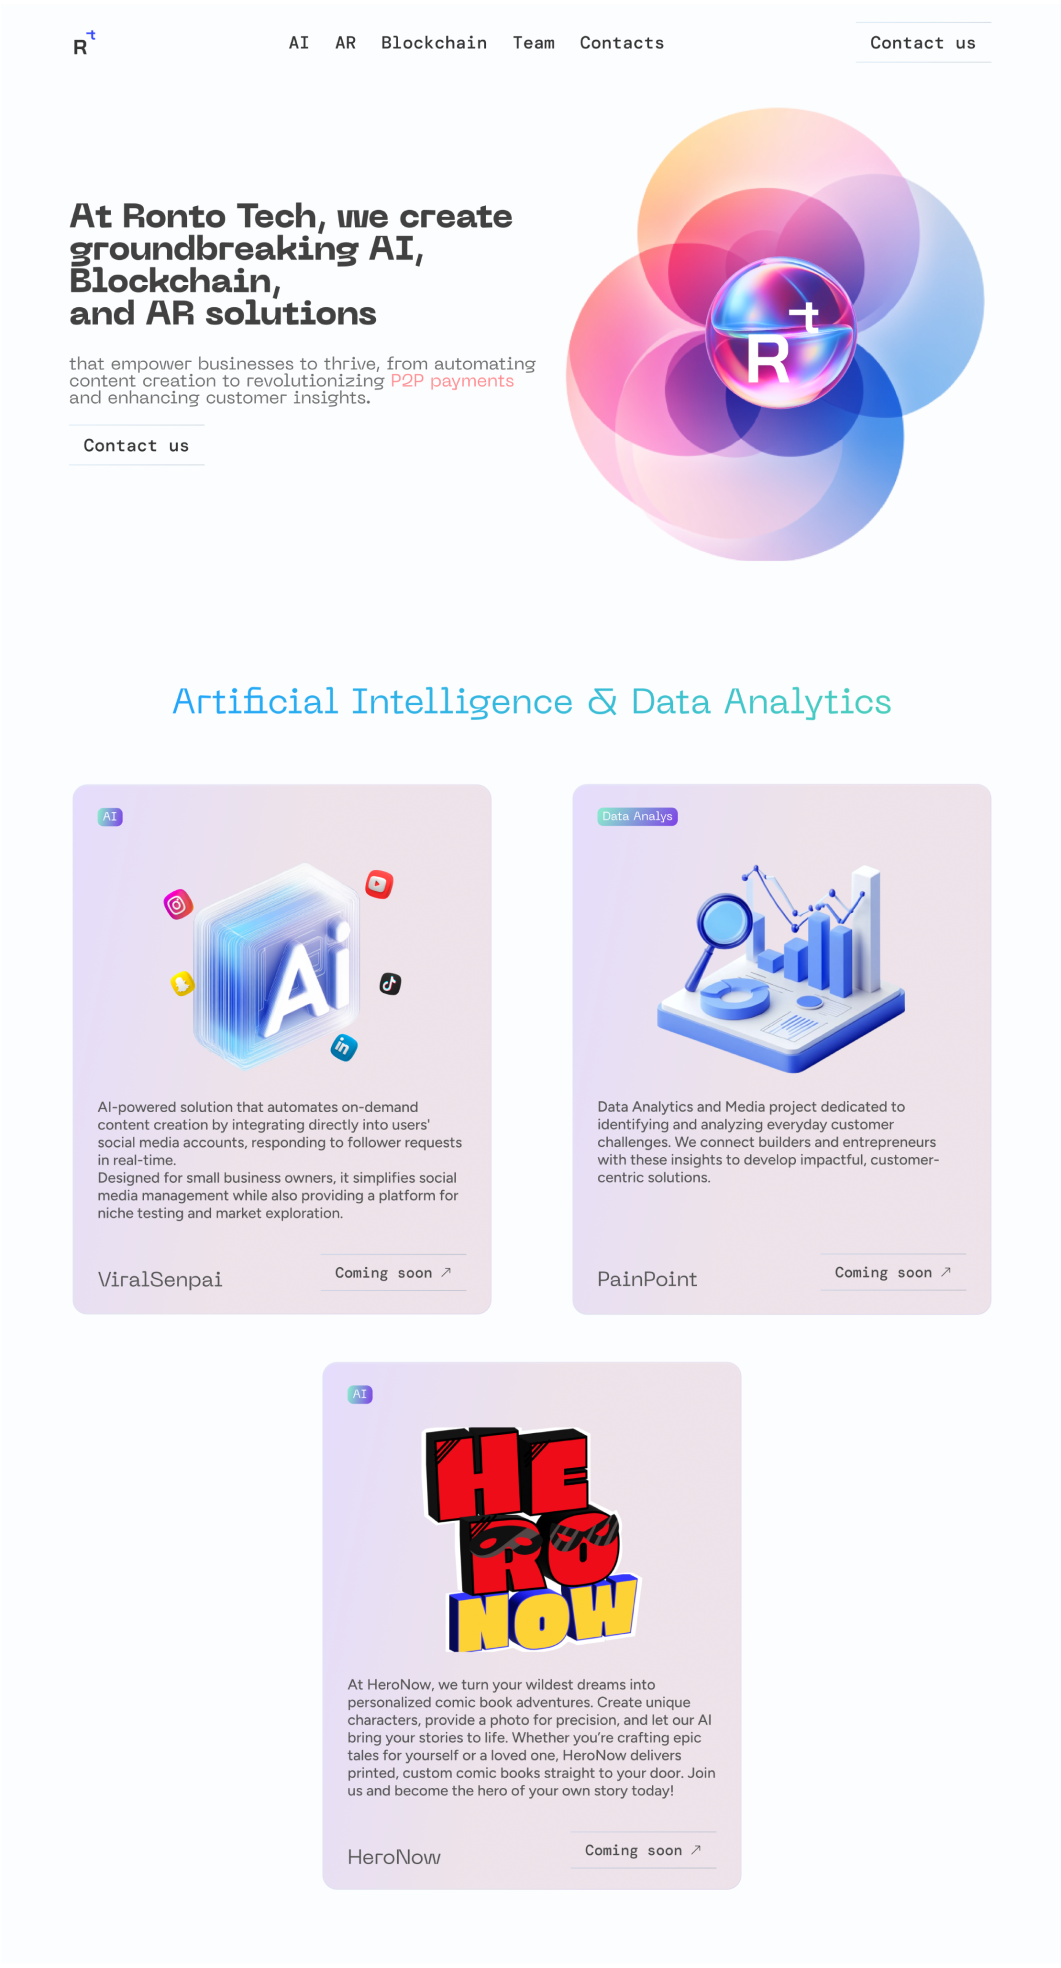 R t
AI AR Blockchain Team Contacts
Contact us
At Ronto Tech, we create
groundbreaking AI,
Blockchain,
and AR solutions
that empower businesses to thrive, from automating
content creation to revolutionizing P2P payments
and enhancing customer insights.
Contact us
R t
Artificial Intelligence & Data Analytics
AI
Ai
in
AI-powered solution that automates on-demand
content creation by integrating directly into users'
social media accounts, responding to follower requests
in real-time.
Designed for small business owners, it simplifies social
media management while also providing a platform for
niche testing and market exploration.
ViralSenpai
Coming soon ↗
Data Analys
Data Analytics and Media project dedicated to
identifying and analyzing everyday customer
challenges. We connect builders and entrepreneurs
with these insights to develop impactful, customer-
centric solutions.
PainPoint
Coming soon ↗
AI
HE
RO
NOW
At HeroNow, we turn your wildest dreams into
personalized comic book adventures. Create unique
characters, provide a photo for precision, and let our AI
bring your stories to life. Whether you’re crafting epic
tales for yourself or a loved one, HeroNow delivers
printed, custom comic books straight to your door. Join
us and become the hero of your own story today!
HeroNow
Coming soon ↗